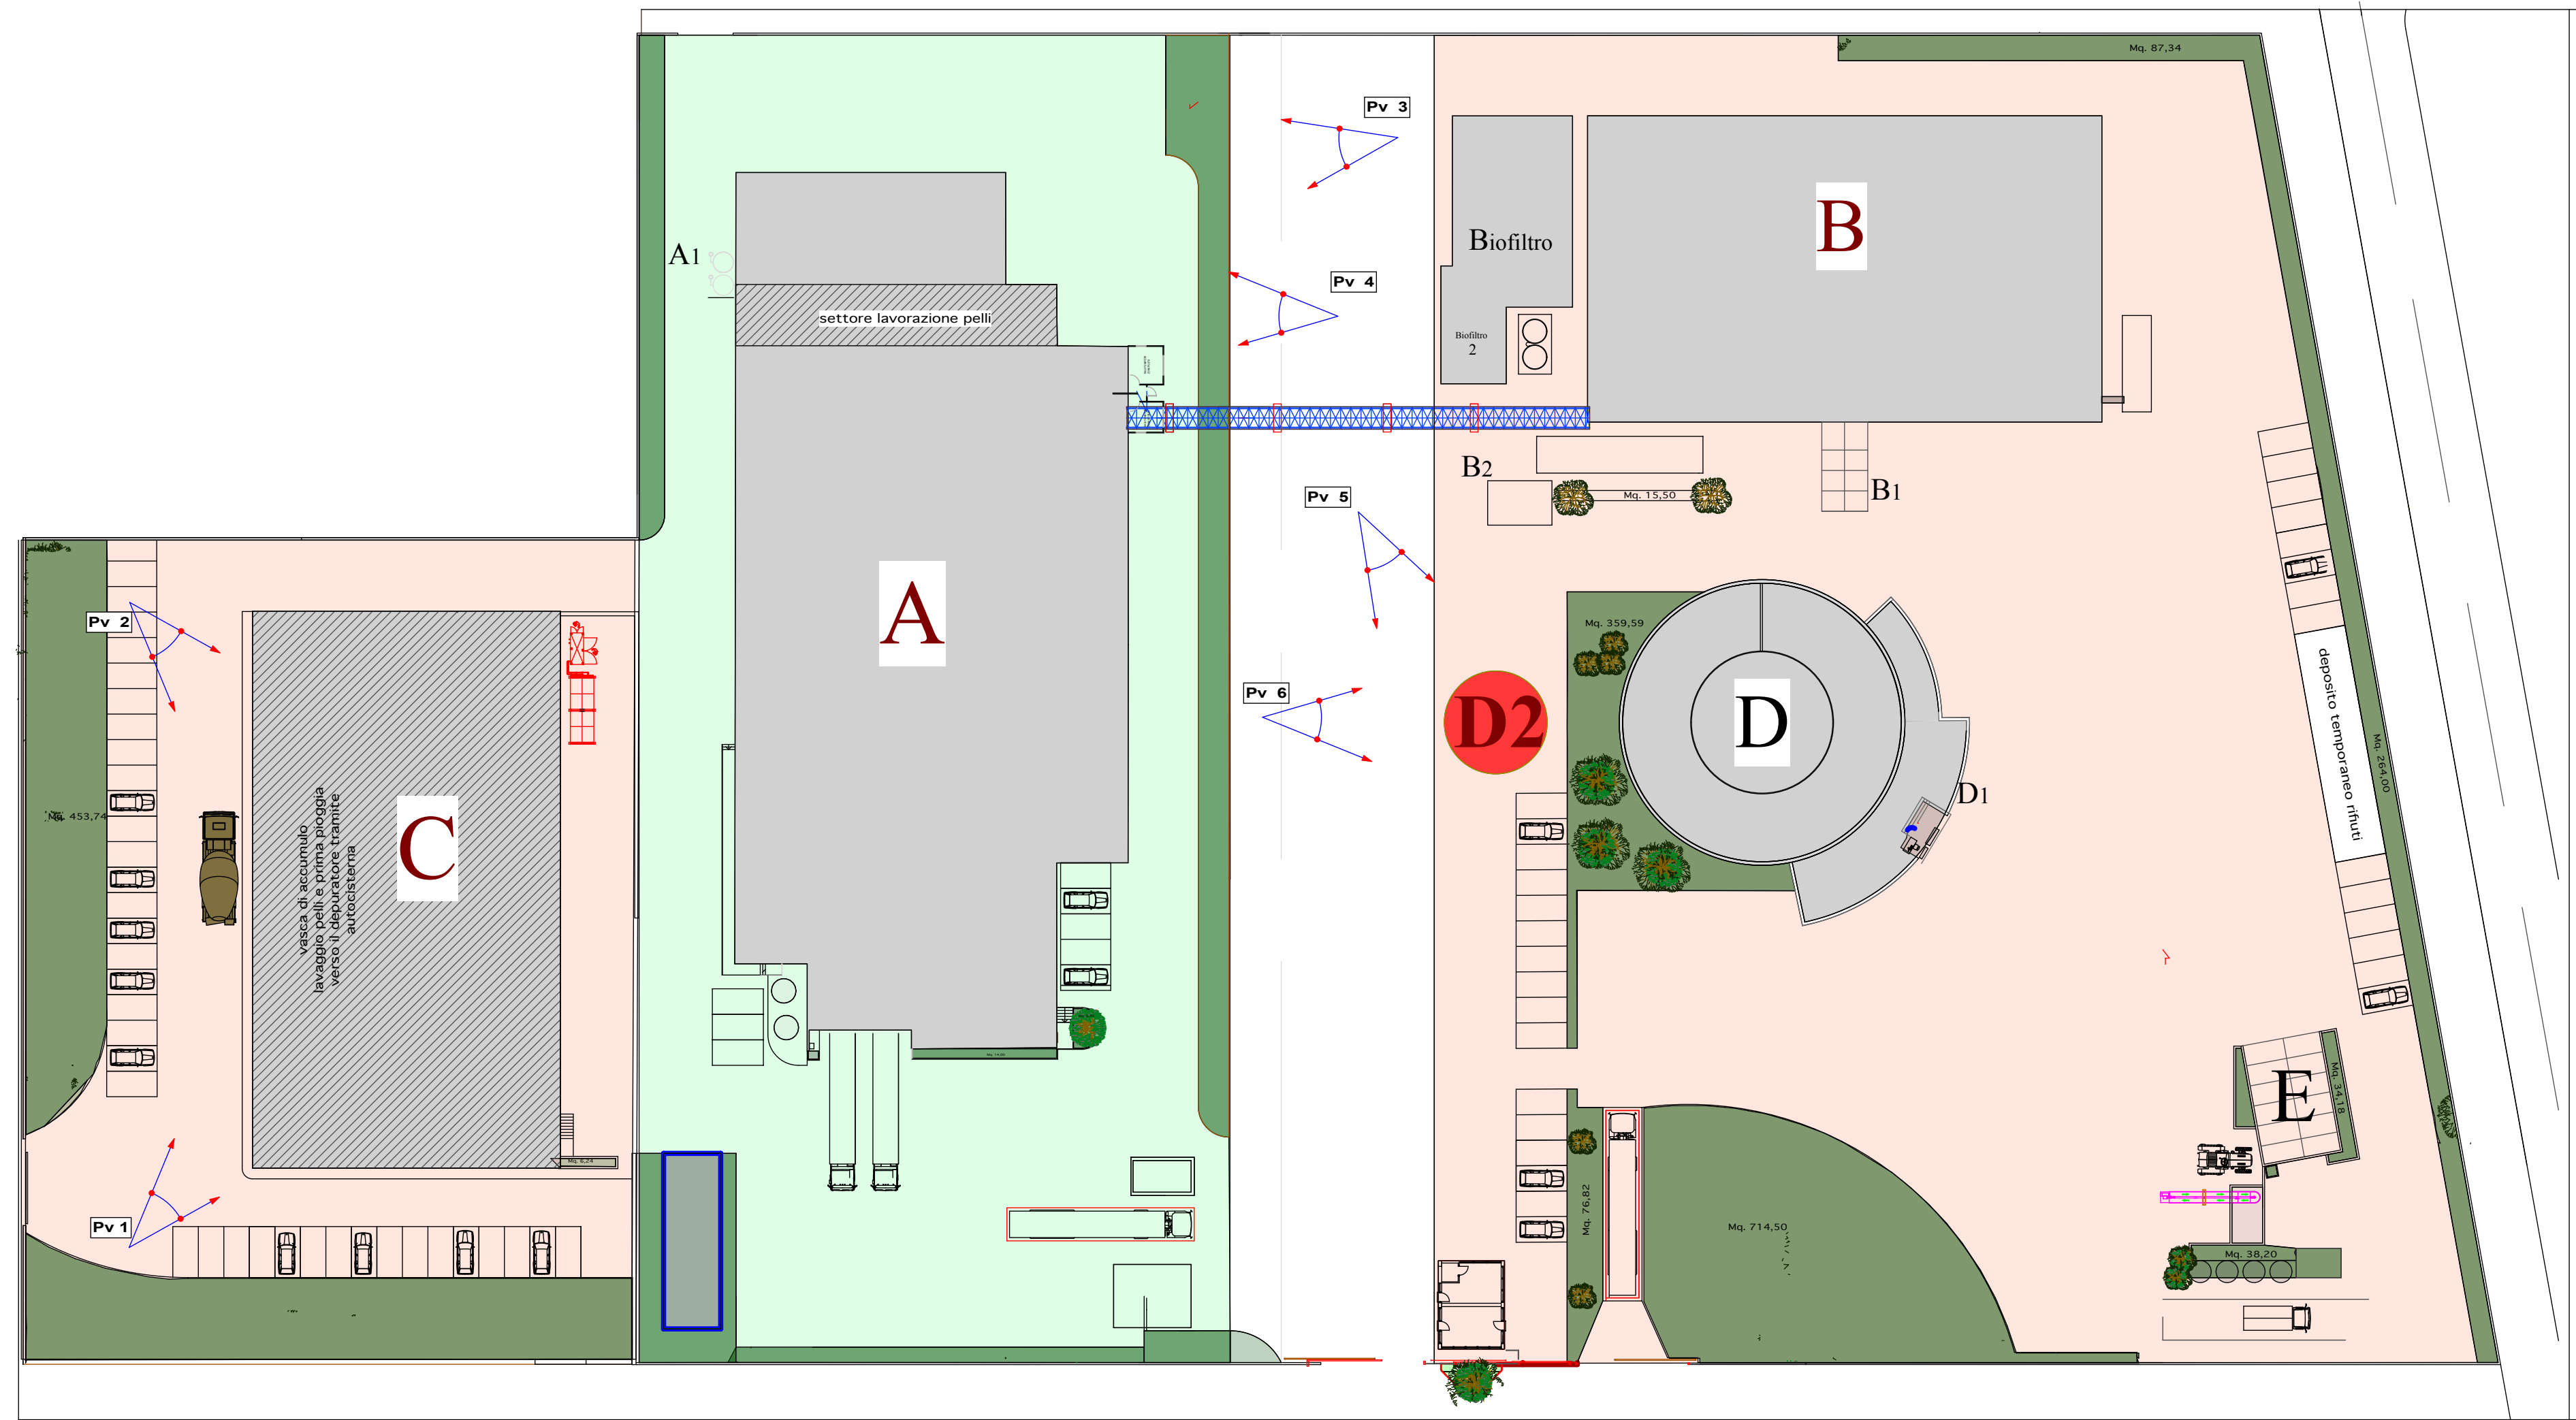 Mq. 87,34
Pv 3
A1
Biofiltro
B
Pv 4
settore lavorazione pelli
Biofiltro
2
B2
Mq. 15,50
B1
Pv 5
A
Pv 2
Mq. 359,59
D2
D
Pv 6
deposito temporaneo rifiuti
Mq. 264,00
D1
Mq. 453,74
C
vasca di accumulo
lavaggio pelli e prima pioggia
verso il depuratore tramite
autocisterna
E
Mq. 34,18
Mq. 6,24
Mq. 76,82
Pv 1
Mq. 714,50
Mq. 38,20